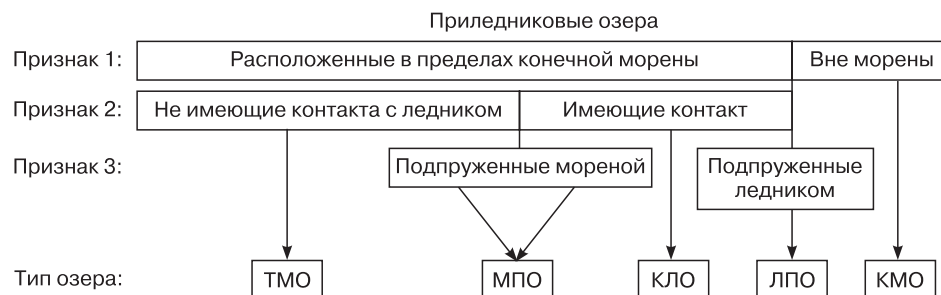 Приледниковые озера
Признак 1: Расположенные в пределах конечной морены Вне морены
Признак 2: Не имеющие контакта с ледником Имеющие контакт
Признак 3: Подпруженные мореной Подпруженные
ледником
Тип озера: ТМО МПО КЛО ЛПО КМО